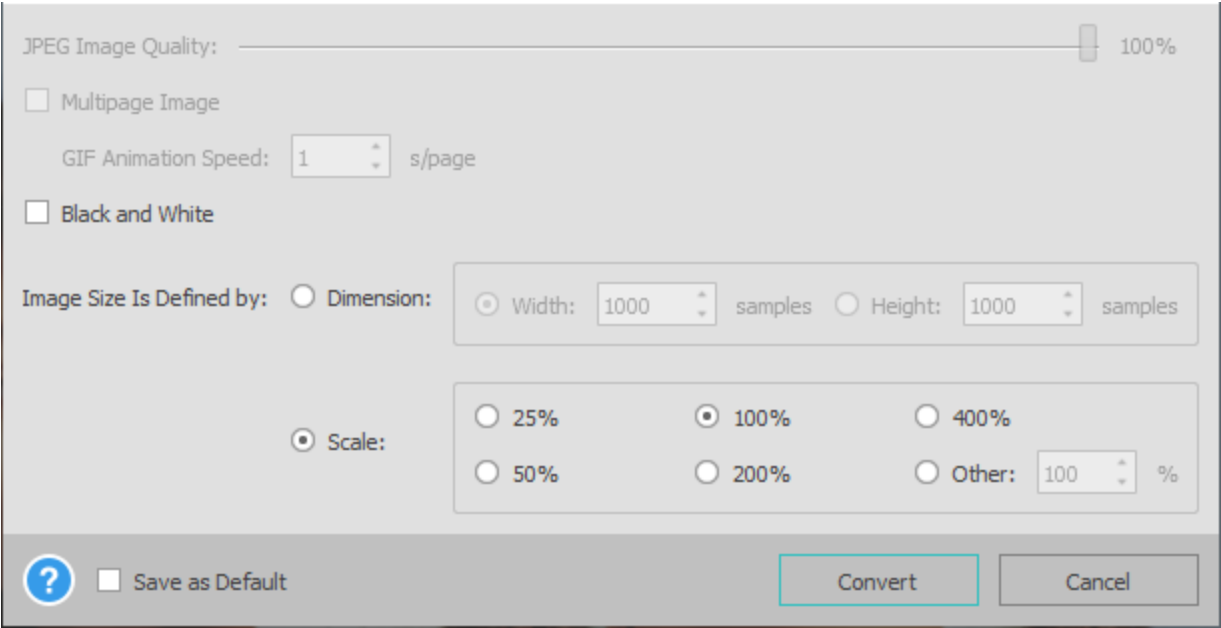 JPEG Image Quality: 100%
Multipage Image
GIF Animation Speed: 1 s/page
Black and White
Image Size Is Defined by: Dimension: Width: 1000 samples Height: 1000 samples
25% 100% 400%
Scale:
50% 200% Other: 100 %
? Save as Default Convert Cancel